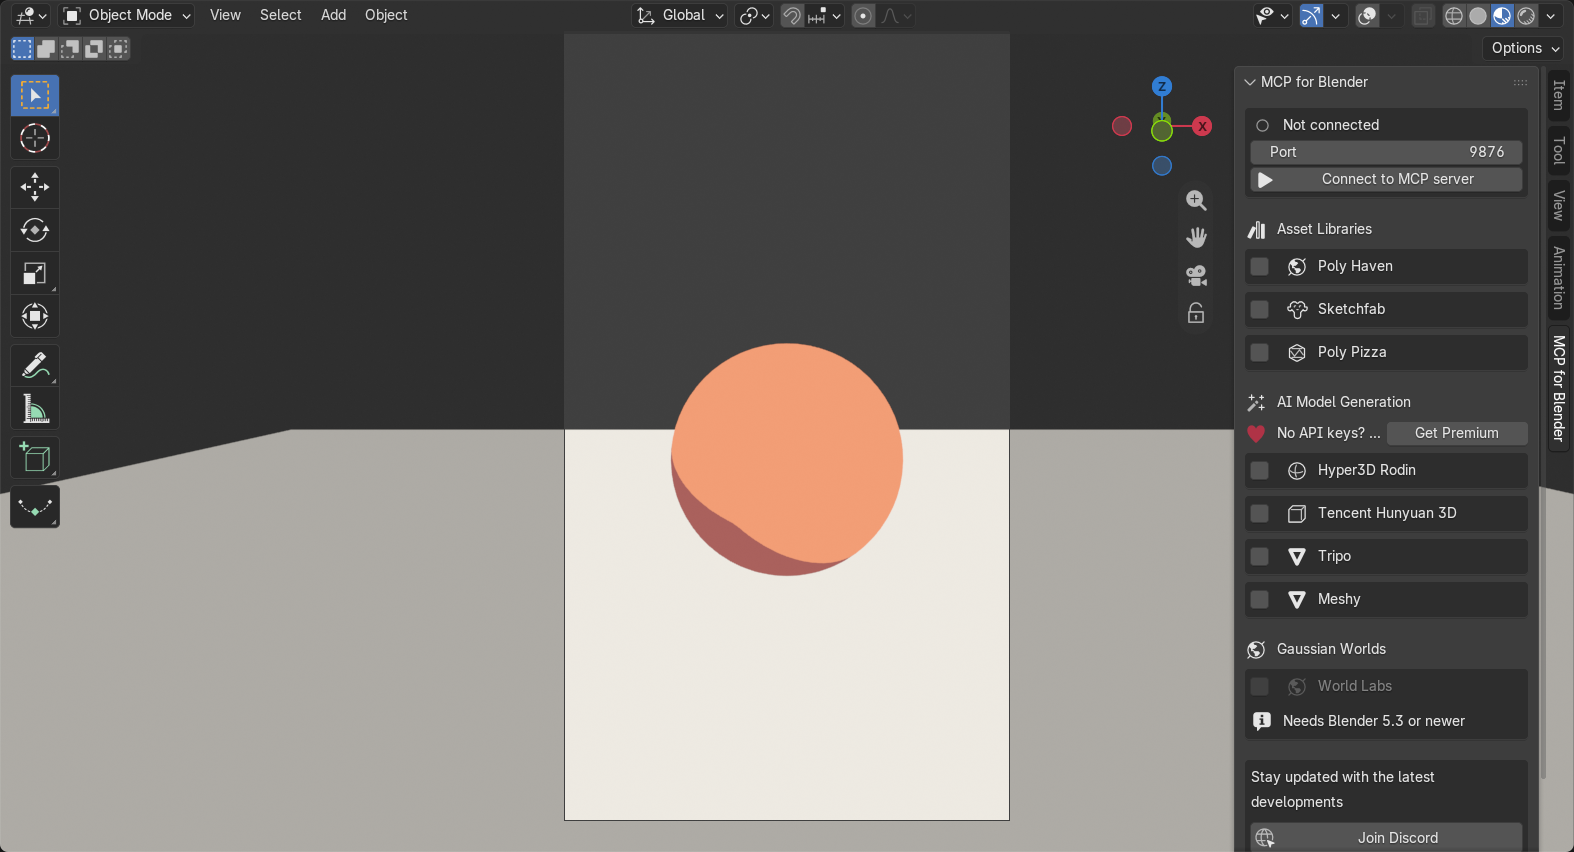 Object Mode View Select Add Object Global
Options
MCP for Blender
Not connected
Port 9876
Connect to MCP server
Asset Libraries
Poly Haven
Sketchfab
Poly Pizza
AI Model Generation
No API keys? ... Get Premium
Hyper3D Rodin
Tencent Hunyuan 3D
Tripo
Meshy
Gaussian Worlds
World Labs
Needs Blender 5.3 or newer
Stay updated with the latest
developments
Join Discord
Z
X
Item
Tool
View
Animation
MCP for Blender